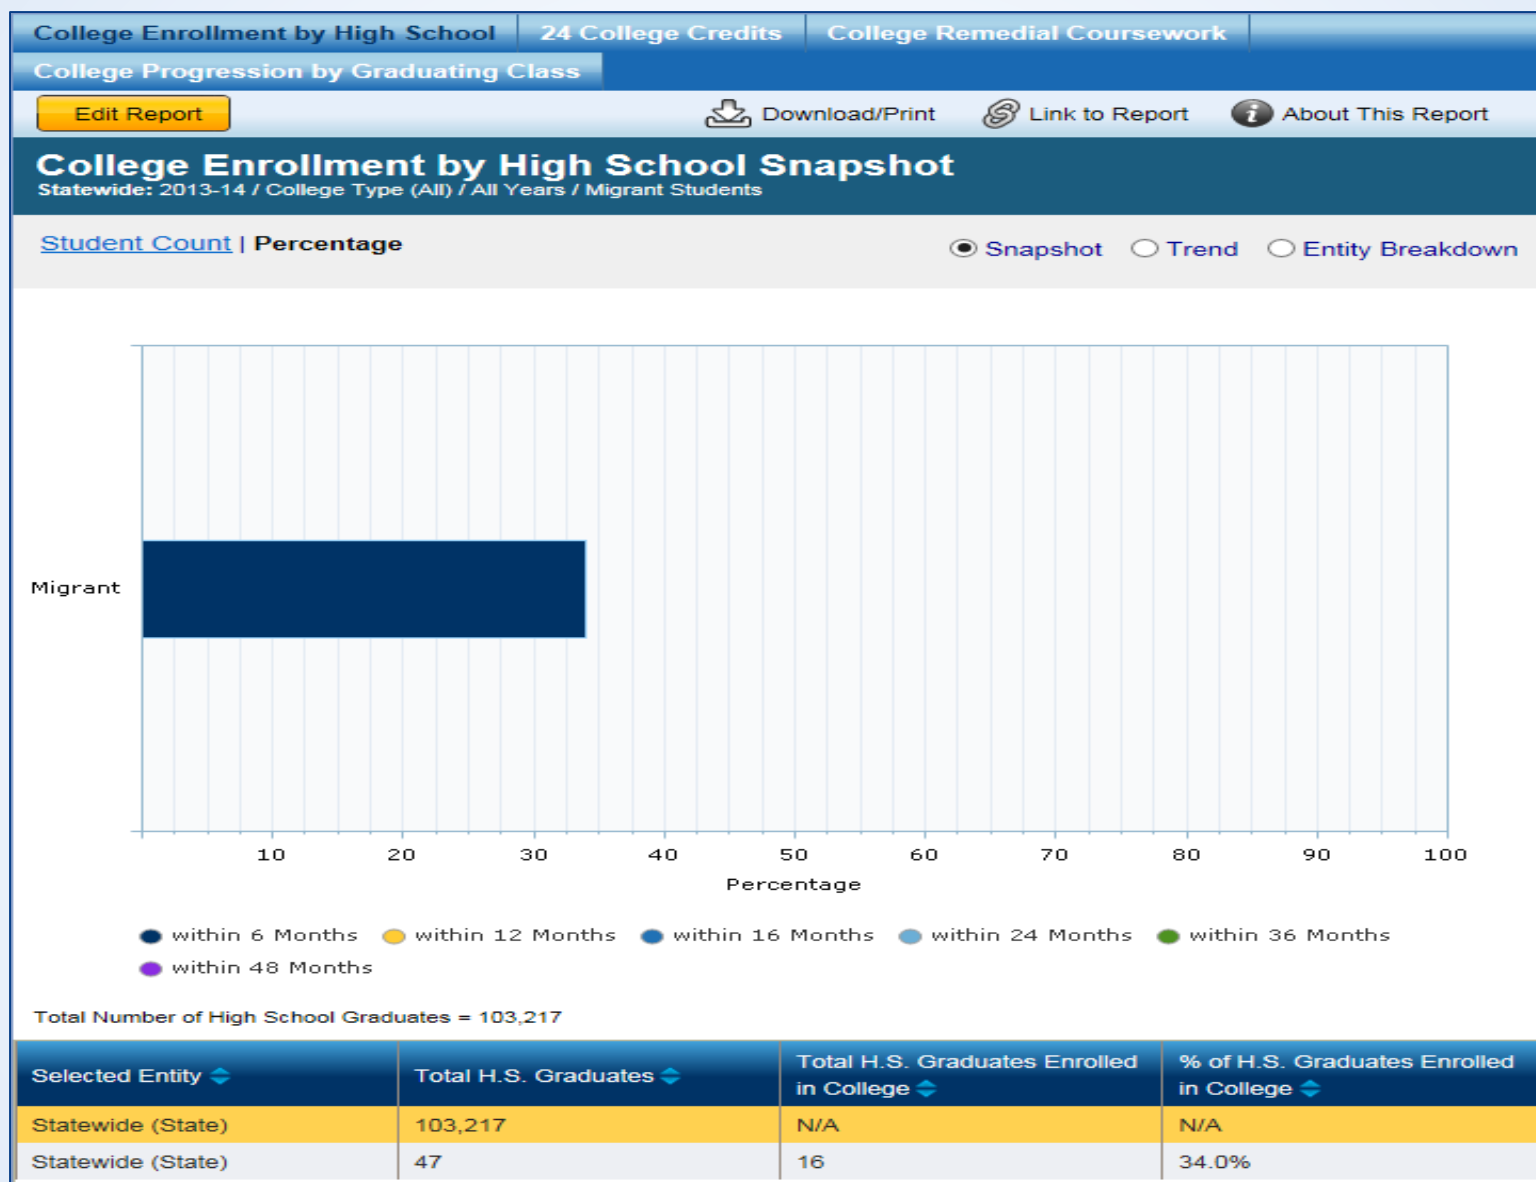 College Enrollment by High School 24 College Credits College Remedial Coursework
College Progression by Graduating Class
Edit Report Download/Print Link to Report About This Report
College Enrollment by High School Snapshot
Statewide: 2013-14 / College Type (All) / All Years / Migrant Students
Student Count | Percentage Snapshot Trend Entity Breakdown
Migrant
10 20 30 40 50 60 70 80 90 100
Percentage
within 6 Months within 12 Months within 16 Months within 24 Months within 36 Months
within 48 Months
Total Number of High School Graduates = 103,217
Selected Entity Total H.S. Graduates Total H.S. Graduates Enrolled in College % of H.S. Graduates Enrolled in College
Statewide (State) 103,217 N/A N/A
Statewide (State) 47 16 34.0%